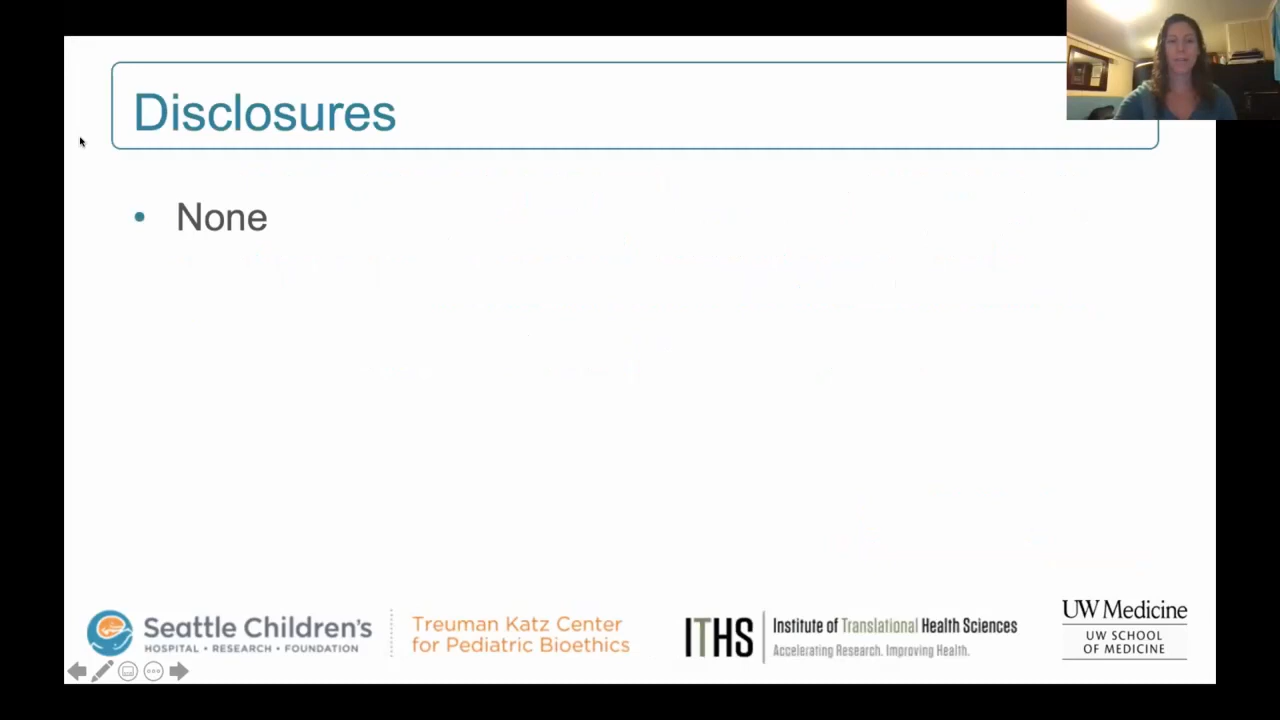 Disclosures
• None
Seattle Children's
HOSPITAL • RESEARCH • FOUNDATION
Treuman Katz Center
for Pediatric Bioethics
ITHS
Institute of Translational Health Sciences
Accelerating Research. Improving Health.
UW Medicine
UW SCHOOL
OF MEDICINE